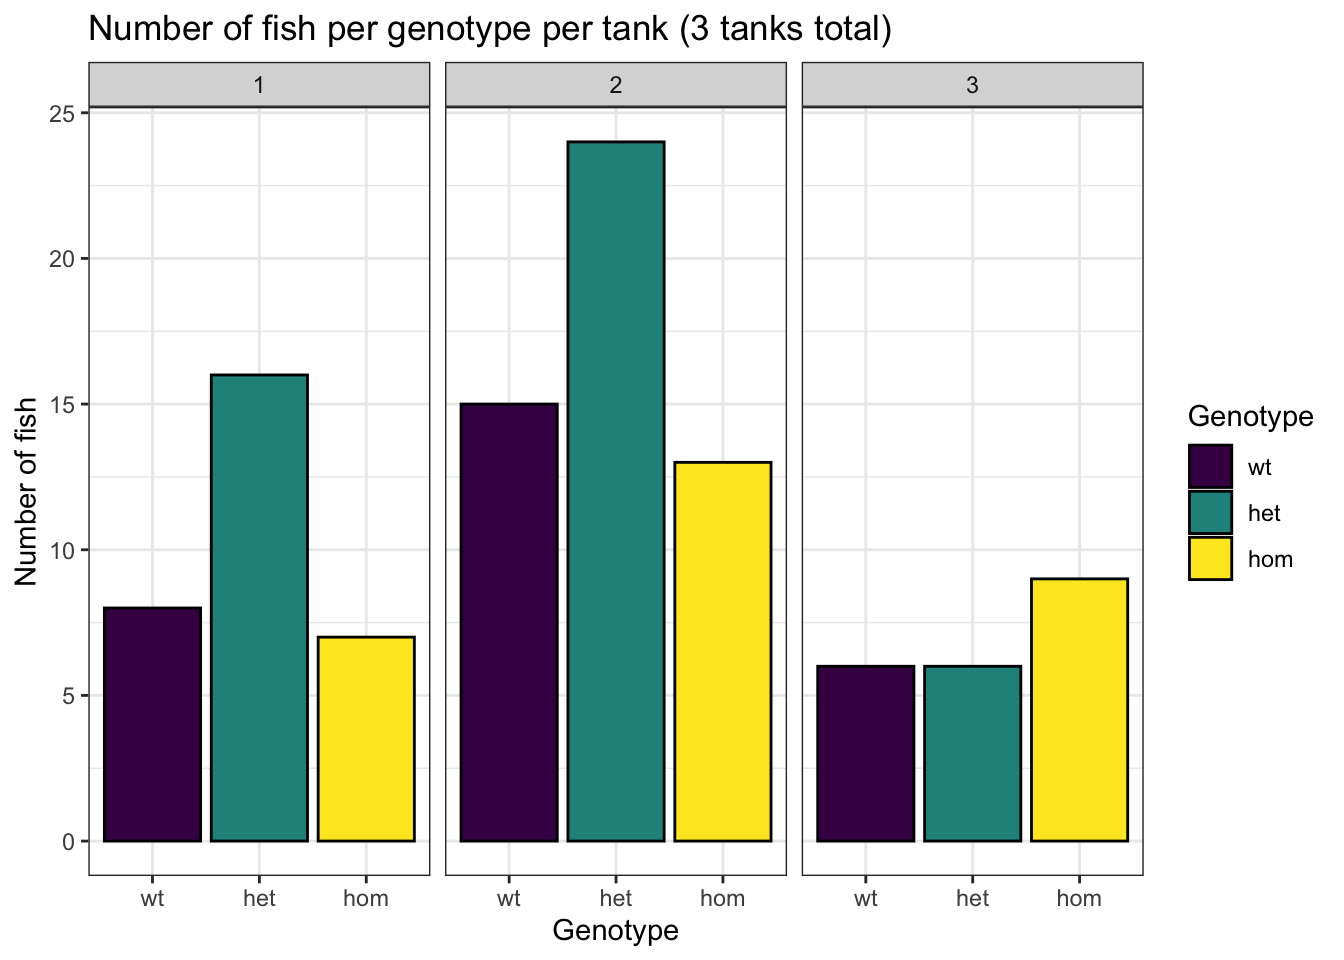 Number of fish per genotype per tank (3 tanks total)
1 2 3
25
20
15
10
5
0
Number of fish
wt het hom wt het hom wt het hom
Genotype
Genotype
wt
het
hom